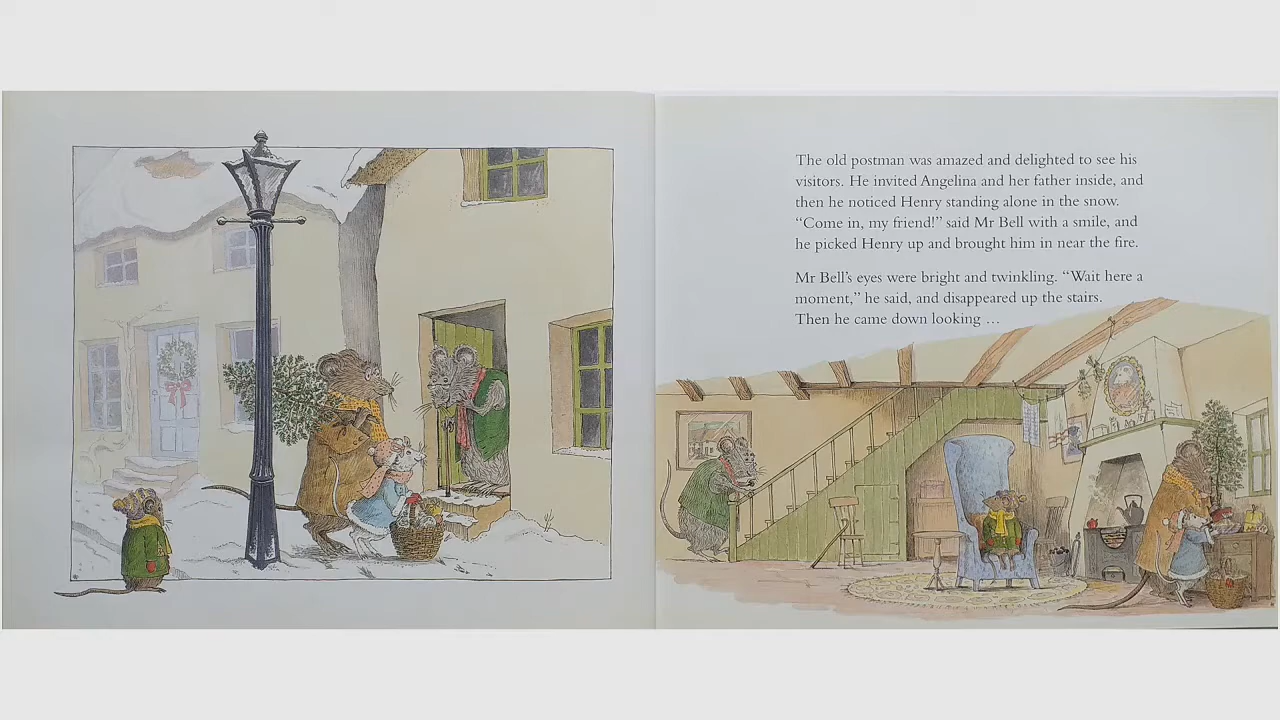 The old postman was amazed and delighted to see his
visitors. He invited Angelina and her father inside, and
then he noticed Henry standing alone in the snow.
“Come in, my friend!” said Mr Bell with a smile, and
he picked Henry up and brought him in near the fire.
Mr Bell’s eyes were bright and twinkling. “Wait here a
moment,” he said, and disappeared up the stairs.
Then he came down looking …